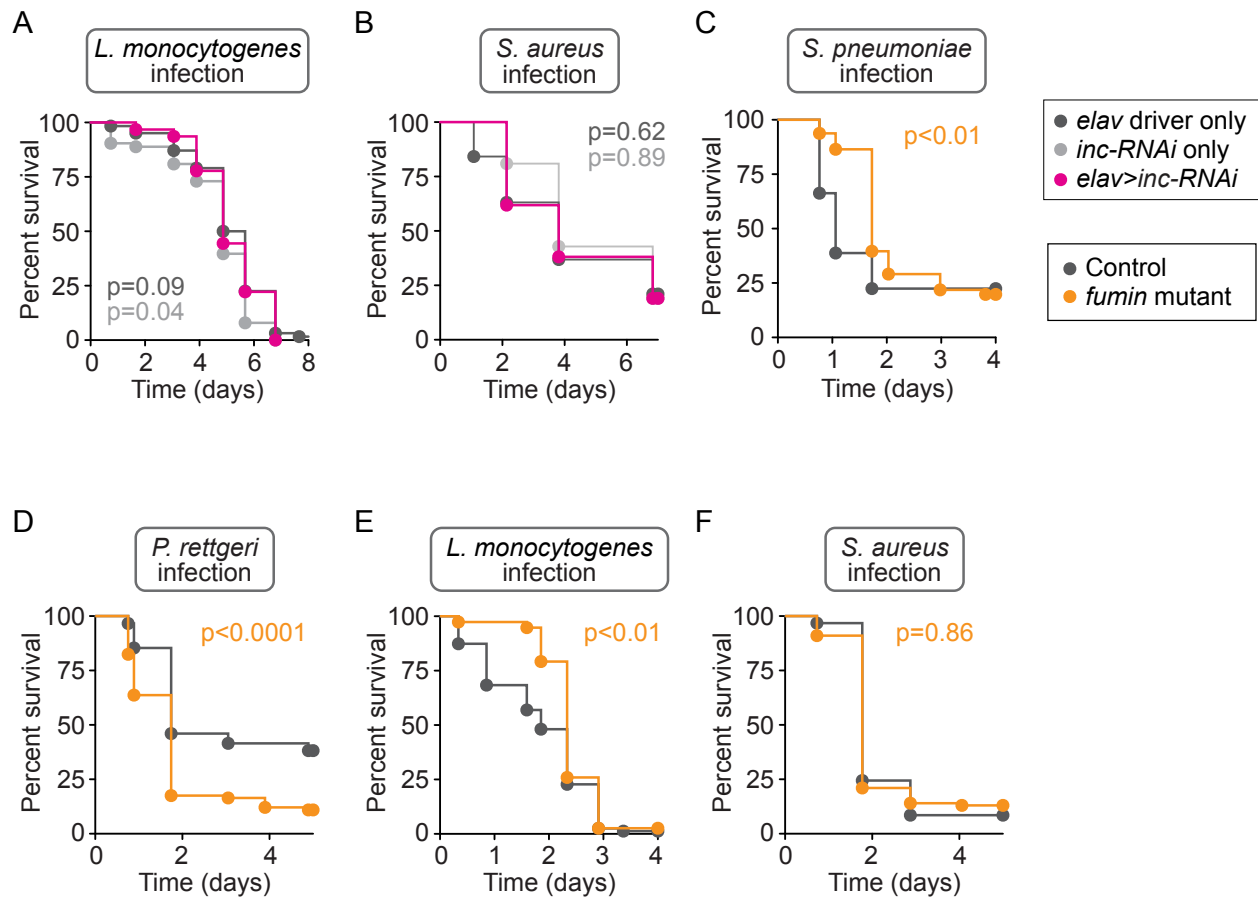 A
L. monocytogenes
infection
Percent survival
100
75
50
25
0
p=0.09
p=0.04
0 2 4 6 8
Time (days)
B
S. aureus
infection
Percent survival
100
75
50
25
0
p=0.62
p=0.89
0 2 4 6
Time (days)
C
S. pneumoniae
infection
Percent survival
100
75
50
25
0
p<0.01
0 1 2 3 4
Time (days)
elav driver only
inc-RNAi only
elav>inc-RNAi
Control
fumin mutant
D
P. rettgeri
infection
Percent survival
100
75
50
25
0
p<0.0001
0 2 4
Time (days)
E
L. monocytogenes
infection
Percent survival
100
75
50
25
0
p<0.01
0 1 2 3 4
Time (days)
F
S. aureus
infection
Percent survival
100
75
50
25
0
p=0.86
0 2 4
Time (days)